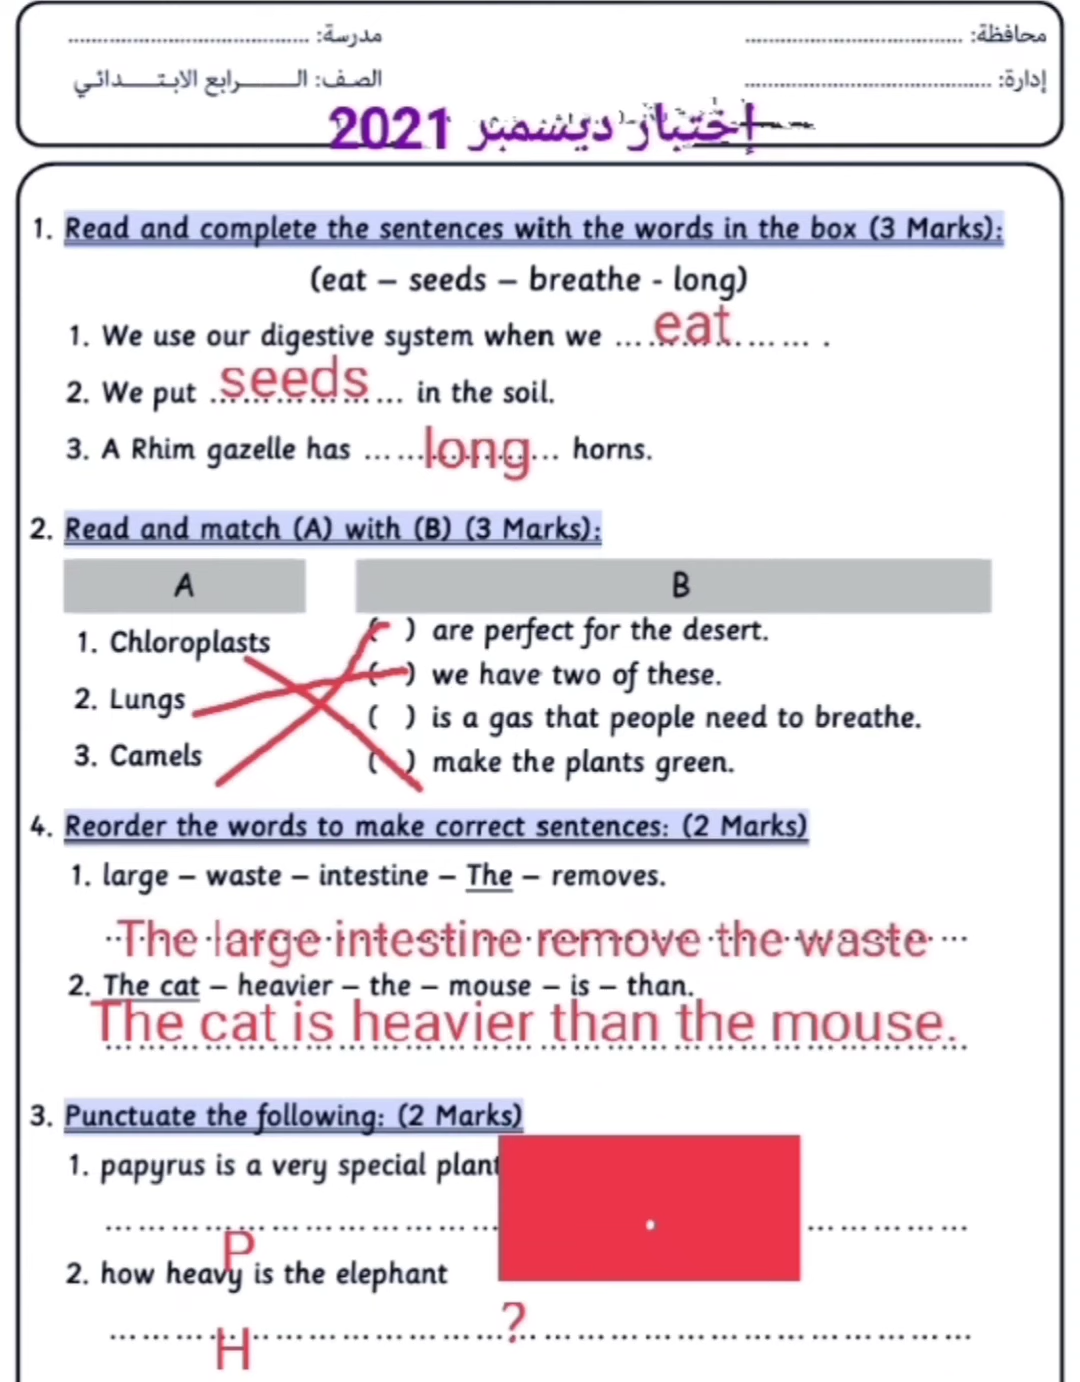 محافظة: ........................ مدرسة: ........................
إدارة: ........................ الصف: الـرابع الابتـدائي
إختبار ديسمبر 2021
1. Read and complete the sentences with the words in the box (3 Marks):
(eat – seeds – breathe - long)
1. We use our digestive system when we ... eat ... .
2. We put ... seeds ... in the soil.
3. A Rhim gazelle has ... long ... horns.
2. Read and match (A) with (B) (3 Marks):
A B
1. Chloroplasts ( ) are perfect for the desert.
2. Lungs ( ) we have two of these.
( ) is a gas that people need to breathe.
3. Camels ( ) make the plants green.
4. Reorder the words to make correct sentences: (2 Marks)
1. large – waste – intestine – The – removes.
The large intestine remove the waste
2. The cat – heavier – the – mouse – is – than.
The cat is heavier than the mouse.
3. Punctuate the following: (2 Marks)
1. papyrus is a very special plant
.
P
2. how heavy is the elephant
?
H